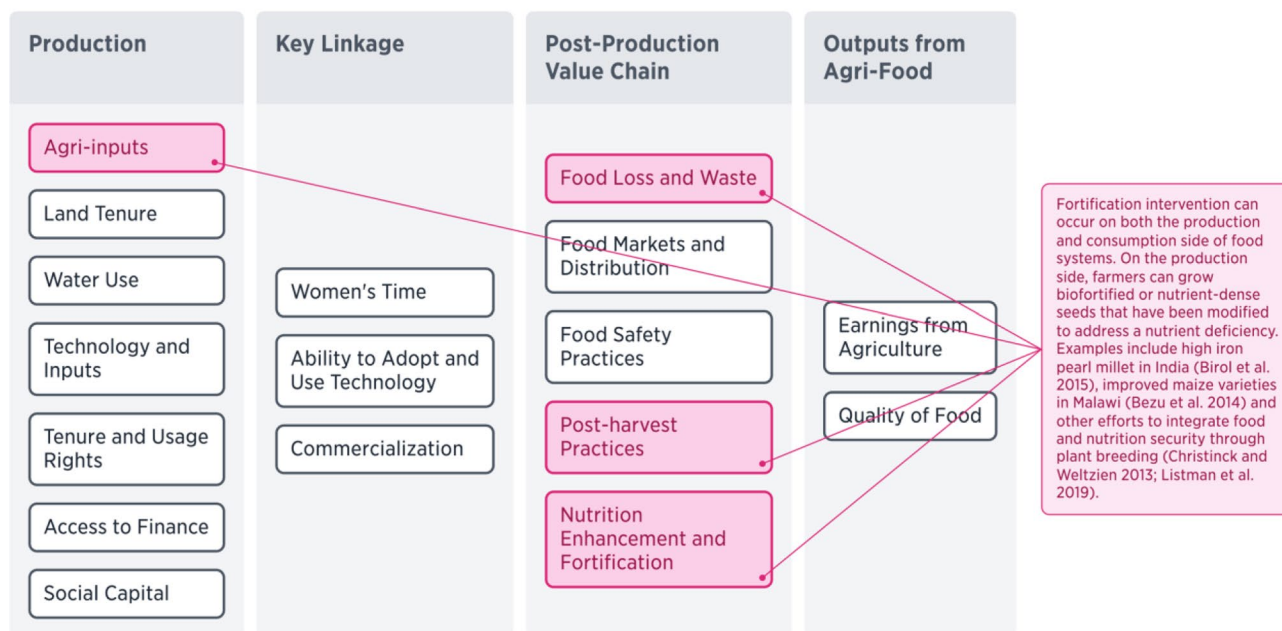 Production
Agri-inputs
Land Tenure
Water Use
Technology and
Inputs
Tenure and Usage
Rights
Access to Finance
Social Capital
Key Linkage
Women's Time
Ability to Adopt and
Use Technology
Commercialization
Post-Production
Value Chain
Food Loss and Waste
Food Markets and
Distribution
Food Safety
Practices
Post-harvest
Practices
Nutrition
Enhancement and
Fortification
Outputs from
Agri-Food
Earnings from
Agriculture
Quality of Food
Fortification intervention can
occur on both the production
and consumption side of food
systems. On the production
side, farmers can grow
biofortified or nutrient-dense
seeds that have been modified
to address a nutrient deficiency.
Examples include high iron
pearl millet in India (Birol et al.
2015), improved maize varieties
in Malawi (Bezu et al. 2014) and
other efforts to integrate food
and nutrition security through
plant breeding (Christinck and
Weltzien 2013; Listman et al.
2019).